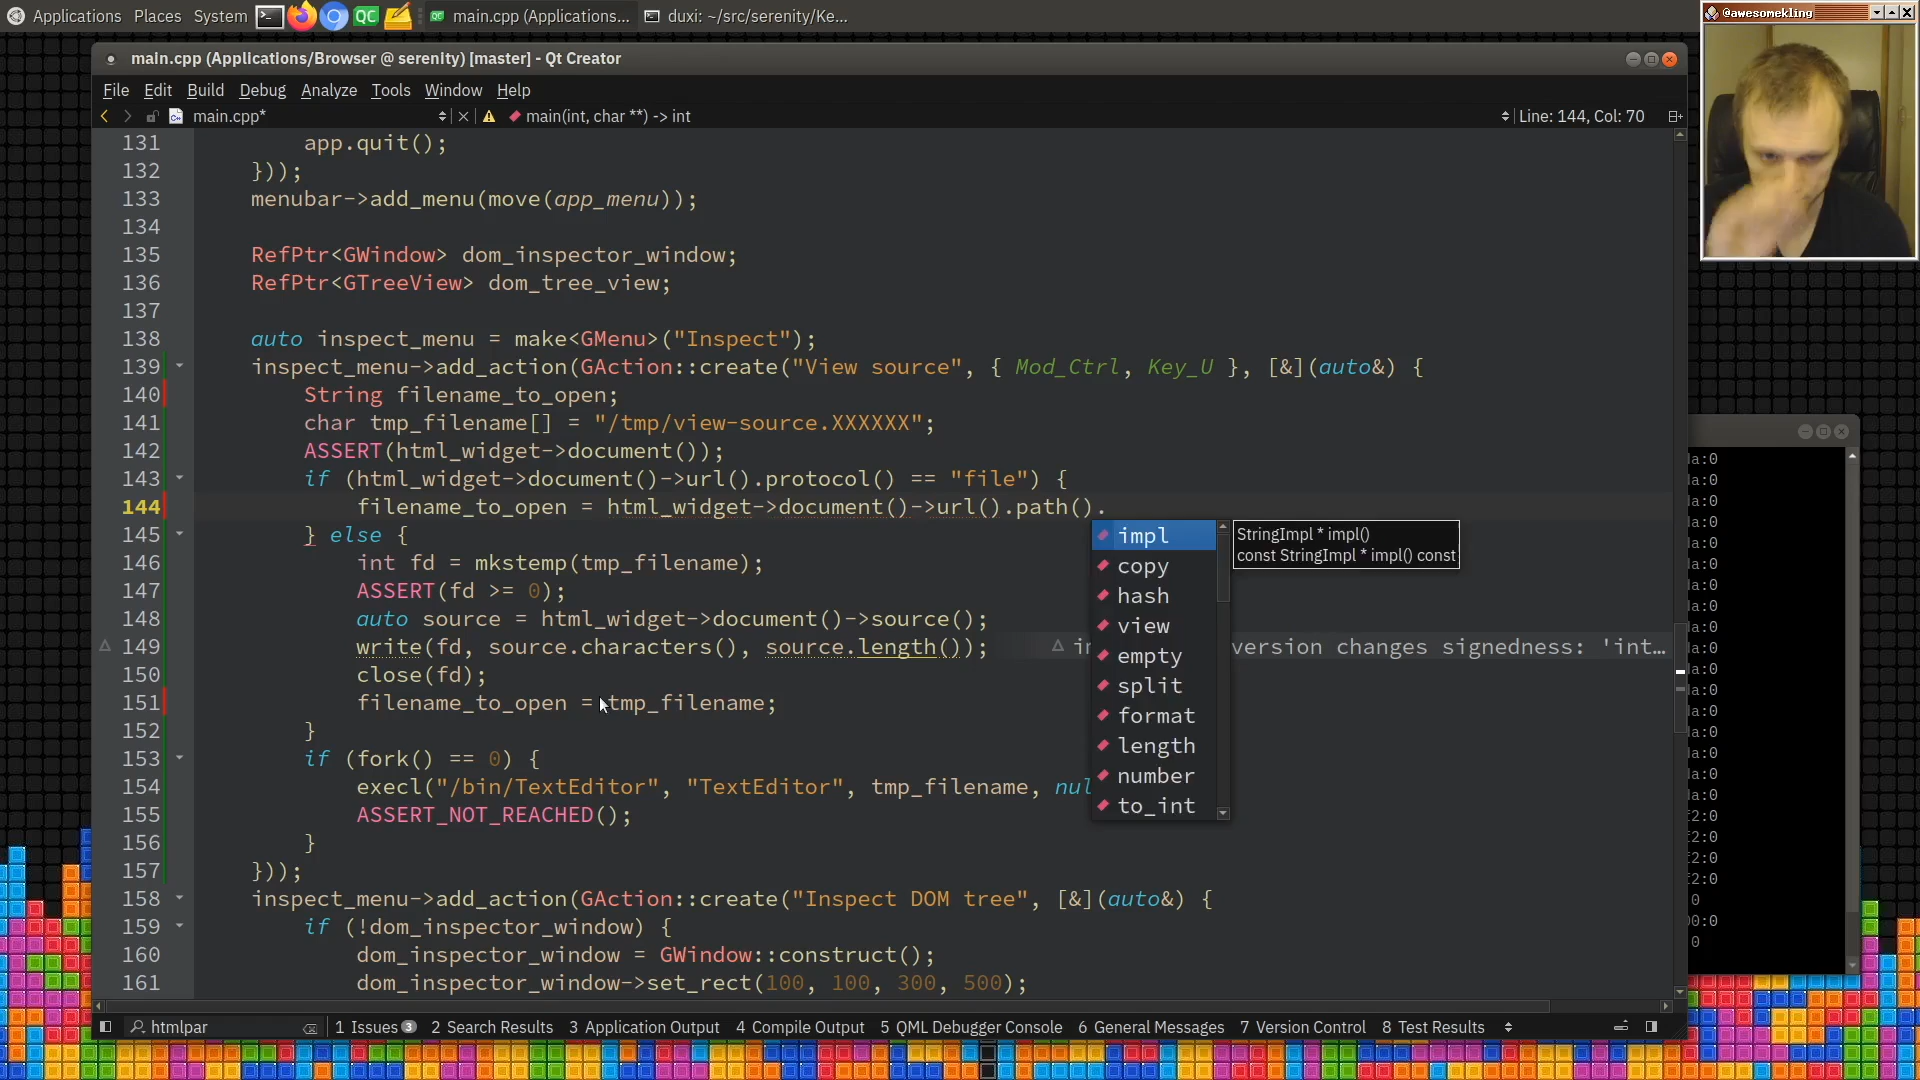 Applications Places System
main.cpp (Applications... 
duxi: ~/src/serenity/Ke...
@awesomekling
main.cpp (Applications/Browser @ serenity) [master] - Qt Creator
File Edit Build Debug Analyze Tools Window Help
main.cpp*
main(int, char **) -> int
Line: 144, Col: 70
131 app.quit();
132 }));
133 menubar->add_menu(move(app_menu));
134
135 RefPtr<GWindow> dom_inspector_window;
136 RefPtr<GTreeView> dom_tree_view;
137
138 auto inspect_menu = make<GMenu>("Inspect");
139 inspect_menu->add_action(GAction::create("View source", { Mod_Ctrl, Key_U }, [&](auto&) {
140 String filename_to_open;
141 char tmp_filename[] = "/tmp/view-source.XXXXXX";
142 ASSERT(html_widget->document());
143 if (html_widget->document()->url().protocol() == "file") {
144 filename_to_open = html_widget->document()->url().path().
145 } else {
146 int fd = mkstemp(tmp_filename);
147 ASSERT(fd >= 0);
148 auto source = html_widget->document()->source();
149 write(fd, source.characters(), source.length()); version changes signedness: 'int...
150 close(fd);
151 filename_to_open = tmp_filename;
152 }
153 if (fork() == 0) {
154 execl("/bin/TextEditor", "TextEditor", tmp_filename, nul
155 ASSERT_NOT_REACHED();
156 }
157 }));
158 inspect_menu->add_action(GAction::create("Inspect DOM tree", [&](auto&) {
159 if (!dom_inspector_window) {
160 dom_inspector_window = GWindow::construct();
161 dom_inspector_window->set_rect(100, 100, 300, 500);
impl
copy
hash
view
empty
split
format
length
number
to_int
StringImpl * impl()
const StringImpl * impl() const
htmlpar
1 Issues 3
2 Search Results
3 Application Output
4 Compile Output
5 QML Debugger Console
6 General Messages
7 Version Control
8 Test Results